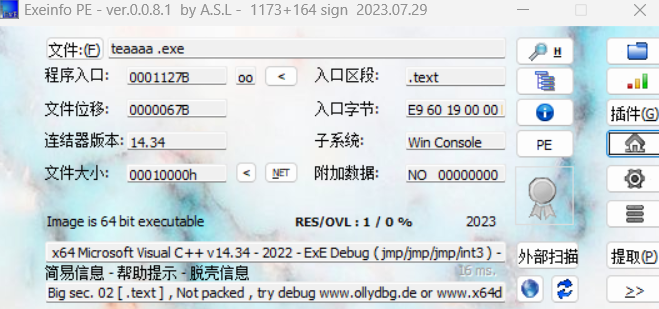 Exeinfo PE - ver.0.0.8.1 by A.S.L - 1173+164 sign 2023.07.29
文件:(F) teaaaa .exe H
程序入口: 0001127B oo < 入口区段: .text
文件位移: 0000067B 入口字节: E9 60 19 00 00 插件(G)
连结器版本: 14.34 子系统: Win Console PE
文件大小: 00010000h < NET 附加数据: NO 00000000
Image is 64 bit executable RES/OVL : 1 / 0 % 2023
x64 Microsoft Visual C++ v14.34 - 2022 - ExE Debug ( jmp/jmp/jmp/int3 ) - 外部扫描 提取(P)
简易信息 - 帮助提示 - 脱壳信息 16 ms.
Big sec. 02 [ .text ] , Not packed , try debug www.ollydbg.de or www.x64d >>